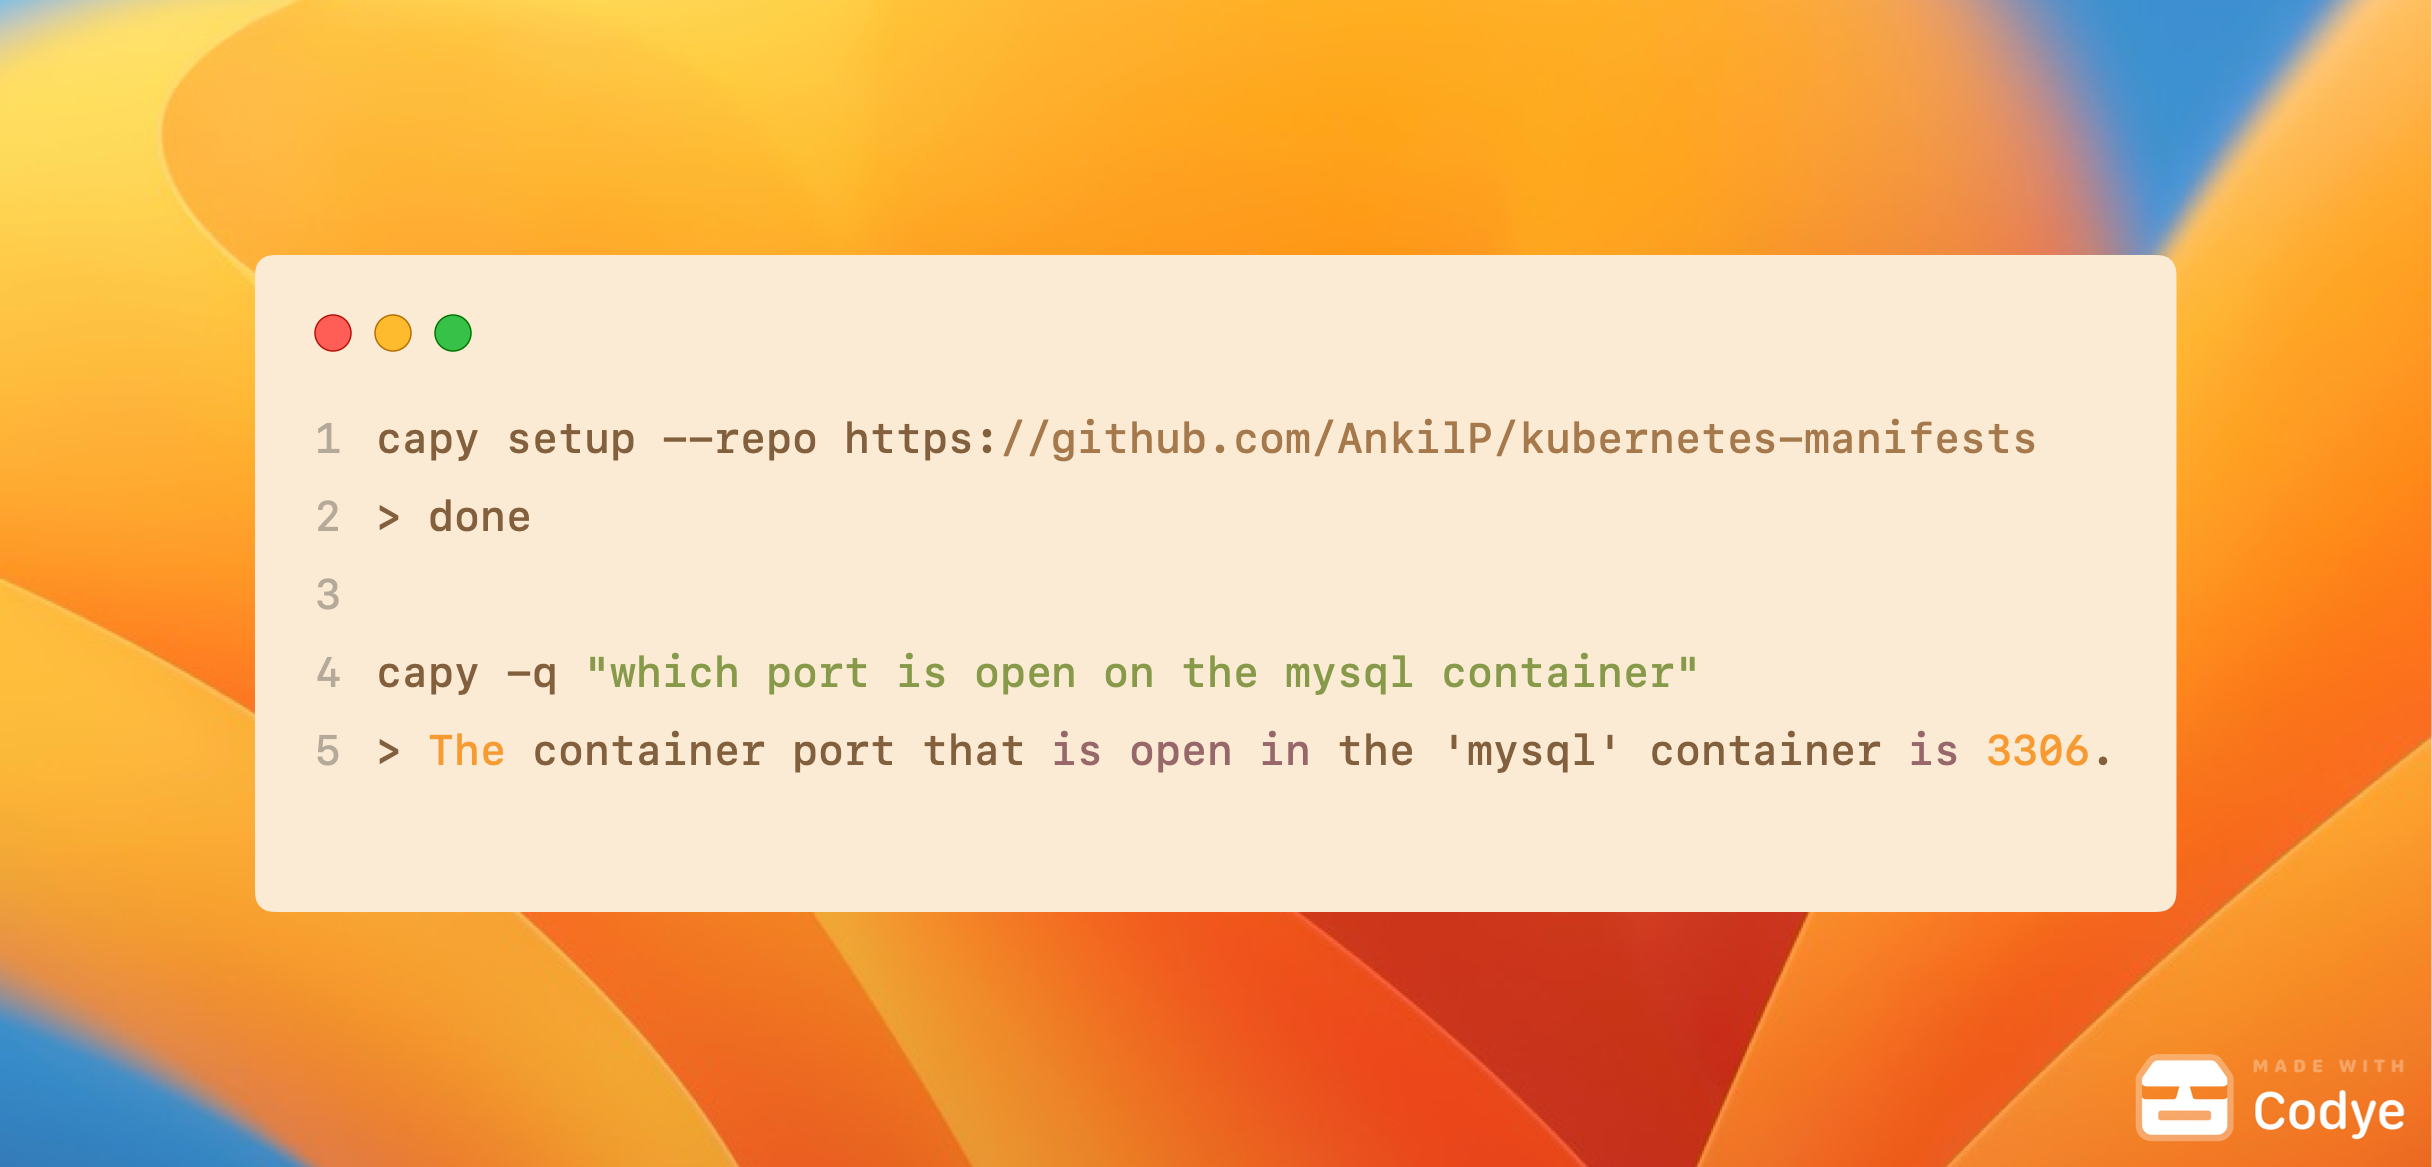 1 capy setup --repo https://github.com/AnkilP/kubernetes-manifests
2 > done
3
4 capy -q "which port is open on the mysql container"
5 > The container port that is open in the 'mysql' container is 3306.
MADE WITH
Codye